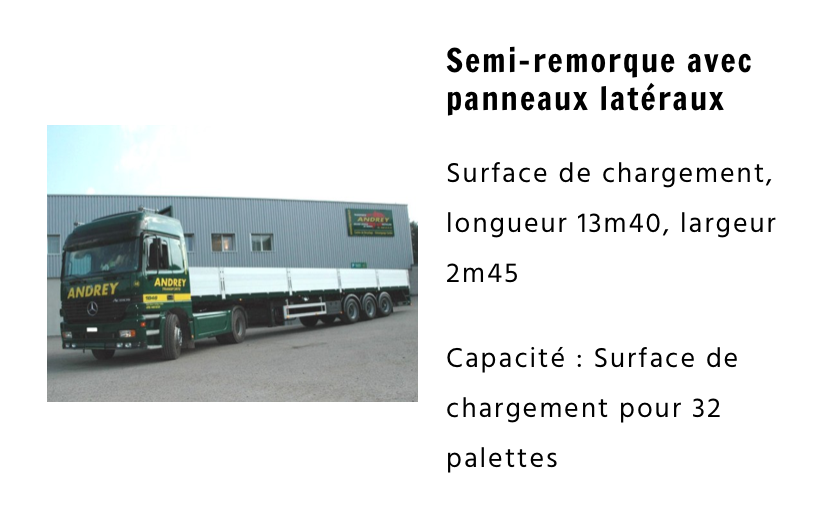 Semi-remorque avec
panneaux latéraux
Surface de chargement,
longueur 13m40, largeur
2m45
Capacité : Surface de
chargement pour 32
palettes
ANDREY
ANDREY
ANDREY